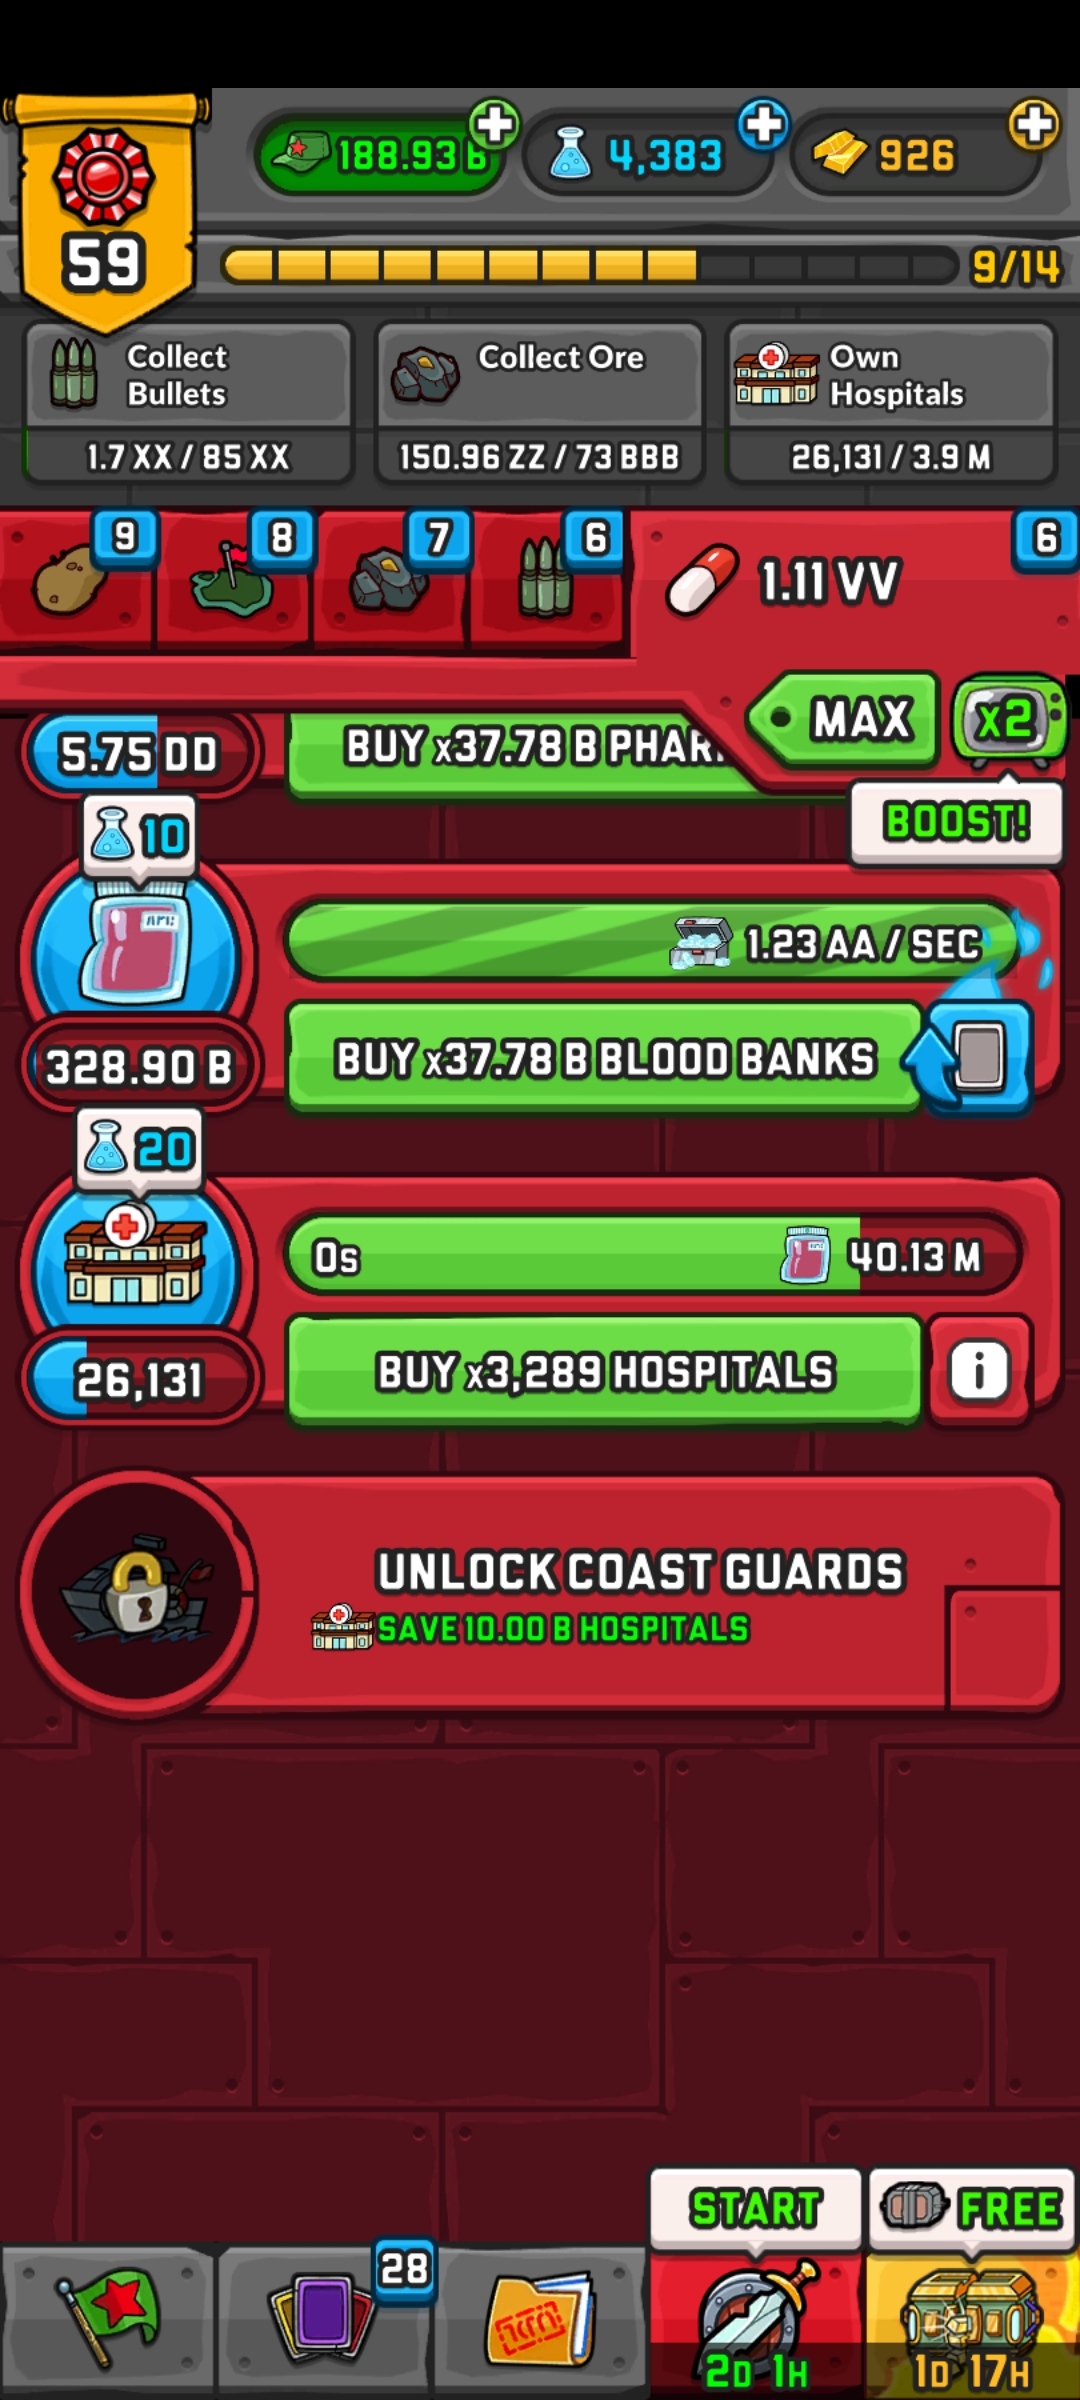 188.93 B
4,383
926
59
9/14
Collect
Bullets
1.7 XX / 85 XX
Collect Ore
150.96 ZZ / 73 BBB
Own
Hospitals
26,131 / 3.9 M
9
8
7
6
1.11 VV
6
MAX
x2
BOOST!
5.75 DD
BUY x37.78 B PHAR
10
1.23 AA / SEC
328.90 B
BUY x37.78 B BLOOD BANKS
20
0s
40.13 M
26,131
BUY x3,289 HOSPITALS
i
UNLOCK COAST GUARDS
SAVE 10.00 B HOSPITALS
START
FREE
28
2D 1H
1D 17H